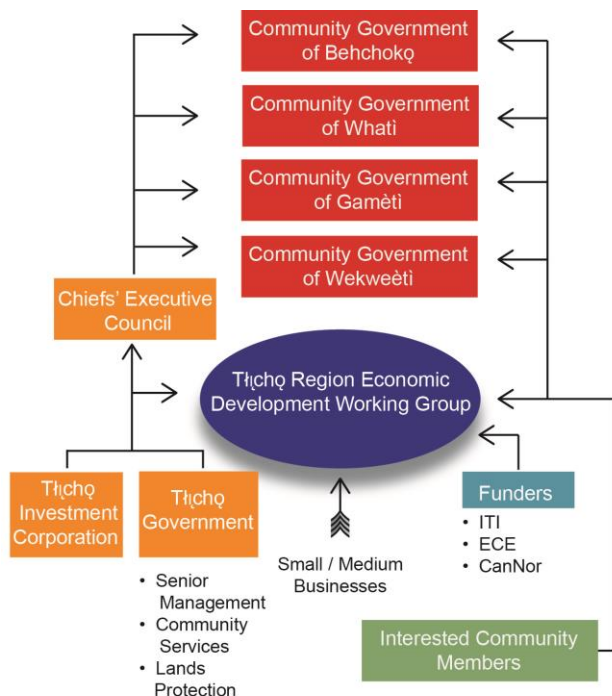 Community Government
of Behchokǫ
Community Government
of Whatì
Community Government
of Gamètì
Community Government
of Wekweètì
Chiefs' Executive
Council
Tłı̨chǫ Region Economic
Development Working Group
Tłı̨chǫ
Investment
Corporation
Tłı̨chǫ
Government
• Senior
Management
• Community
Services
• Lands
Protection
Small / Medium
Businesses
Funders
• ITI
• ECE
• CanNor
Interested Community
Members